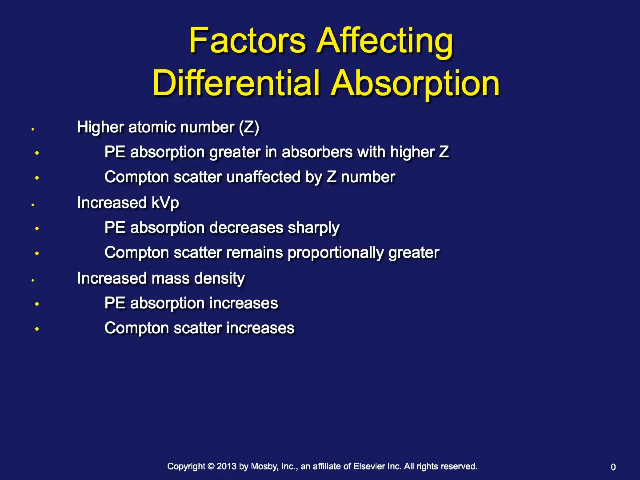 Factors Affecting
Differential Absorption
• Higher atomic number (Z)
• PE absorption greater in absorbers with higher Z
• Compton scatter unaffected by Z number
• Increased kVp
• PE absorption decreases sharply
• Compton scatter remains proportionally greater
• Increased mass density
• PE absorption increases
• Compton scatter increases
Copyright © 2013 by Mosby, Inc., an affiliate of Elsevier Inc. All rights reserved.
0